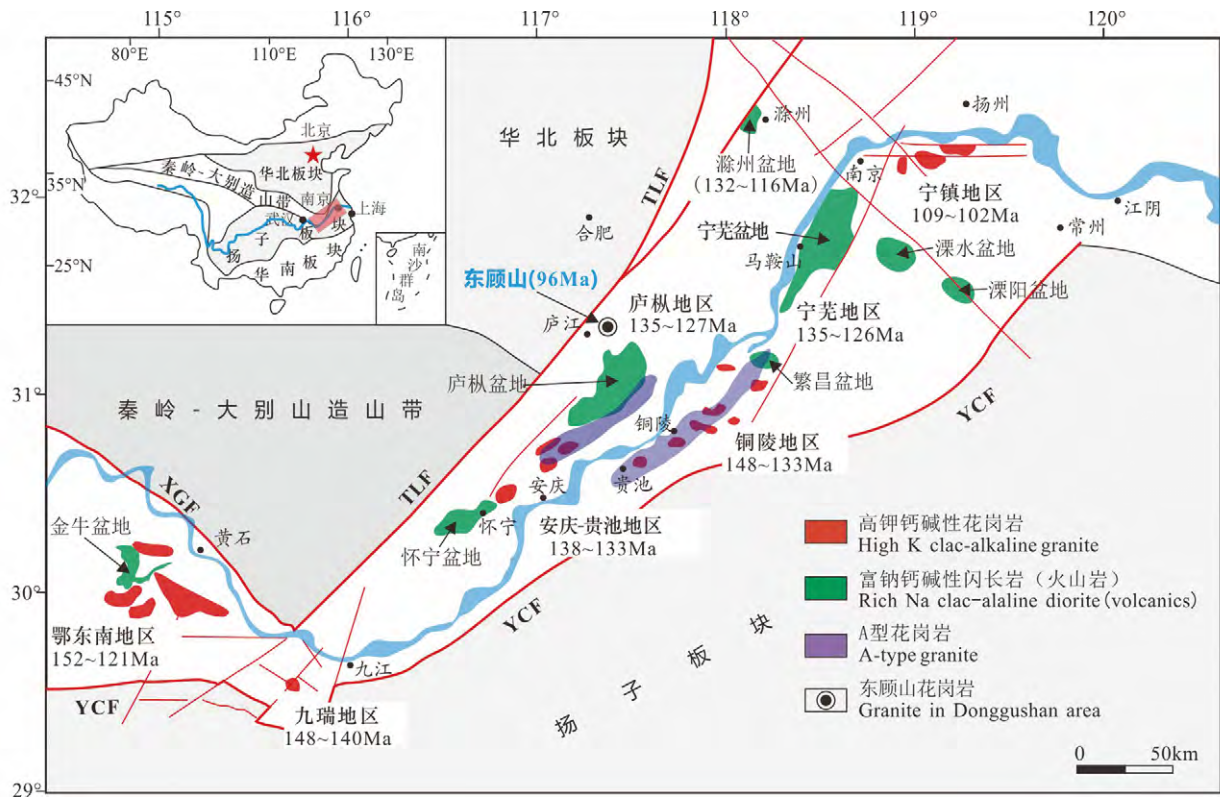 115°
116°
117°
118°
119°
120°
80°E
110°E
130°E
45°N
35°N
25°N
北京
秦岭-大别造山带
华北板块
南京
上海
武汉
扬子板块
华南板块
南沙群岛
32°
31°
30°
29°
华北板块
合肥
TLF
滁州
滁州盆地
(132~116Ma)
扬州
南京
宁镇地区
109~102Ma
江阴
常州
宁芜盆地
马鞍山
溧水盆地
溧阳盆地
东顾山(96Ma)
庐江
庐枞地区
135~127Ma
宁芜地区
135~126Ma
庐枞盆地
繁昌盆地
YCF
秦岭-大别山造山带
铜陵
铜陵地区
148~133Ma
贵池
TLF
XGF
安庆
怀宁
怀宁盆地
安庆-贵池地区
138~133Ma
金牛盆地
黄石
YCF
鄂东南地区
152~121Ma
九江
YCF
九瑞地区
148~140Ma
扬子板块
高钾钙碱性花岗岩
High K clac-alkaline granite
富钠钙碱性闪长岩（火山岩）
Rich Na clac-alaline diorite(volcanics)
A型花岗岩
A-type granite
东顾山花岗岩
Granite in Donggushan area
0 50km